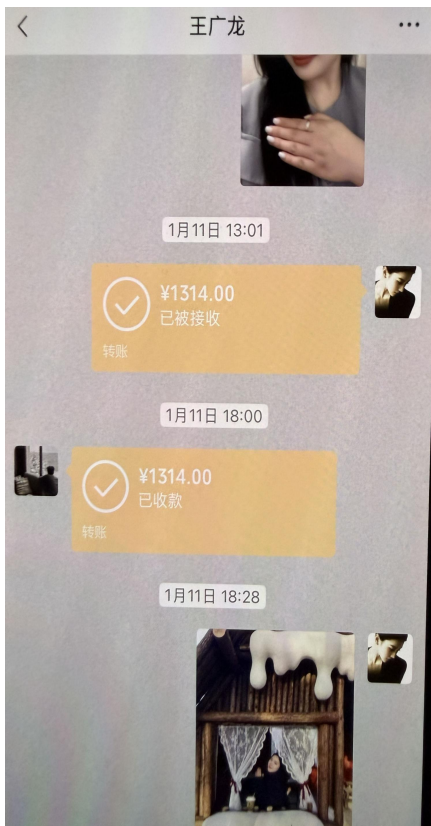 王广龙
1月11日 13:01
¥1314.00
已被接收
转账
1月11日 18:00
¥1314.00
已收款
转账
1月11日 18:28